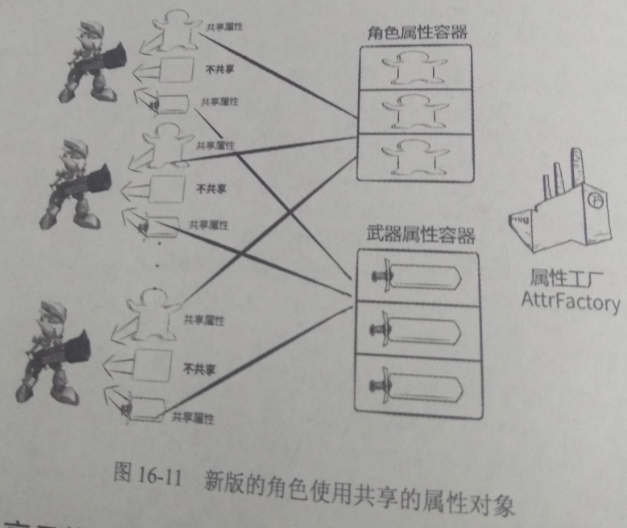 共享属性
不共享
共享属性
共享属性
不共享
共享属性
共享属性
不共享
共享属性
角色属性容器
武器属性容器
属性工厂
AttrFactory
图 16-11 新版的角色使用共享的属性对象